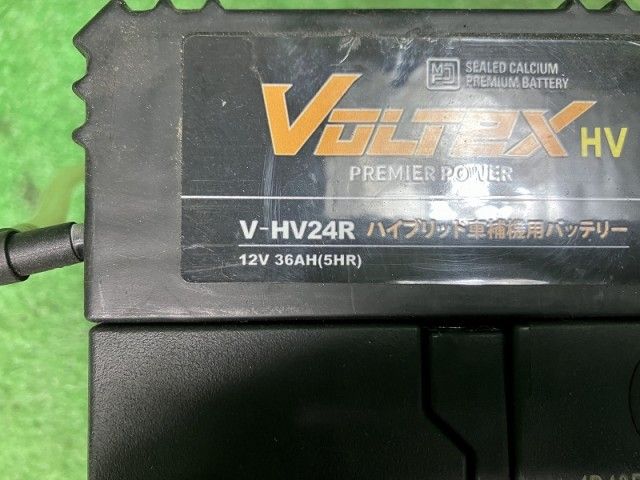 SEALED CALCIUM
PREMIUM BATTERY
VOLTEX HV
PREMIER POWER
V-HV24R ハイブリッド車補機用バッテリー
12V 36AH(5HR)